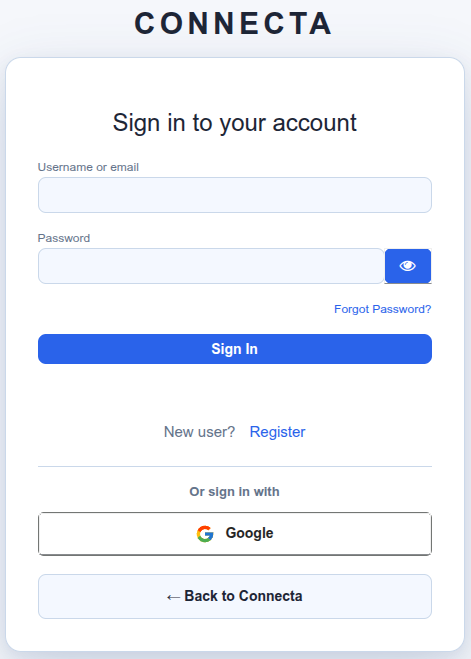 CONNECTA
Sign in to your account
Username or email
Password
Forgot Password?
Sign In
New user? Register
Or sign in with
Google
← Back to Connecta